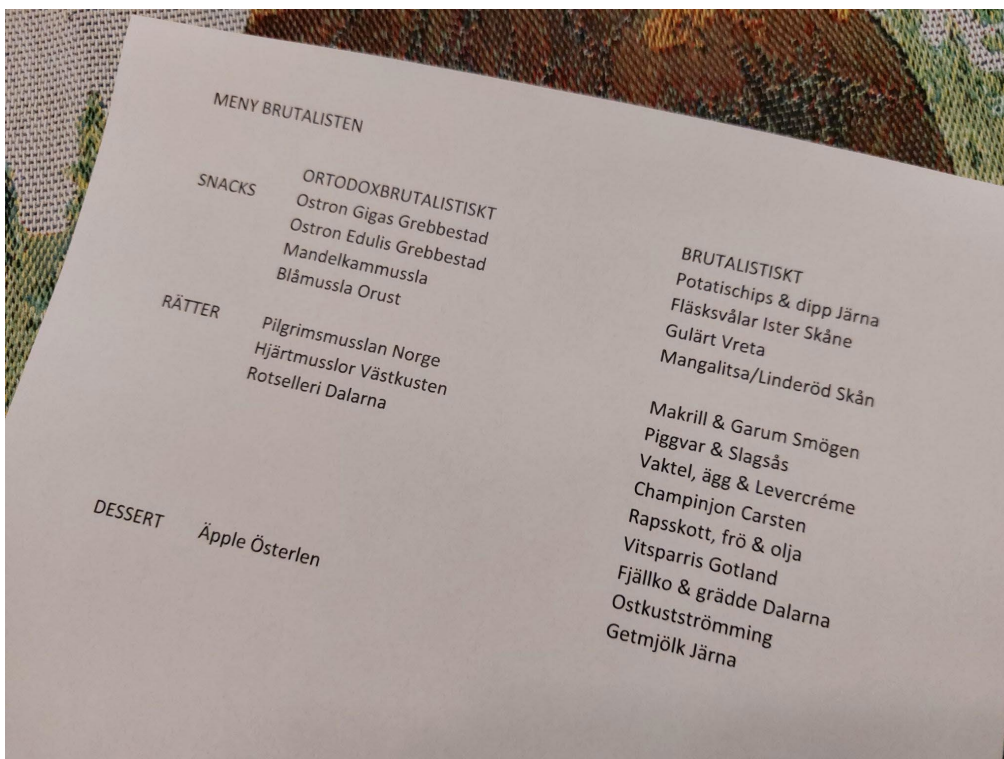 MENY BRUTALISTEN
SNACKS
ORTODOXBRUTALISTISKT
Ostron Gigas Grebbestad
Ostron Edulis Grebbestad
Mandelkammussla
Blåmussla Orust
RÄTTER
Pilgrimsmusslan Norge
Hjärtmusslor Västkusten
Rotselleri Dalarna
DESSERT
Äpple Österlen
BRUTALISTISKT
Potatischips & dipp Järna
Fläsksvålar Ister Skåne
Gulärt Vreta
Mangalitsa/Linderöd Skån
Makrill & Garum Smögen
Piggvar & Slagsås
Vaktel, ägg & Levercréme
Champinjon Carsten
Rapsskott, frö & olja
Vitsparris Gotland
Fjällko & grädde Dalarna
Ostkustströmming
Getmjölk Järna